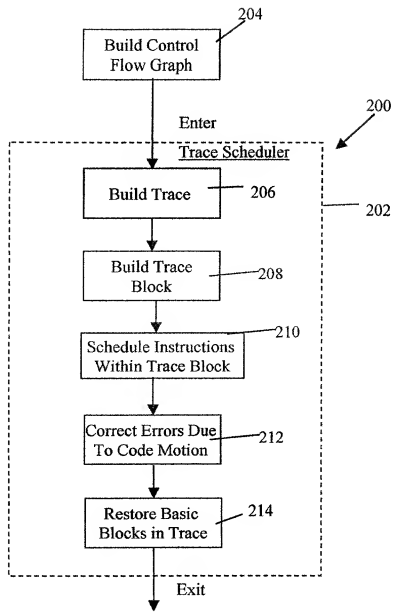 204
Build Control
Flow Graph
Enter
200
Trace Scheduler
Build Trace
206
202
Build Trace
Block
208
210
Schedule Instructions
Within Trace Block
Correct Errors Due
To Code Motion
212
Restore Basic
Blocks in Trace
214
Exit